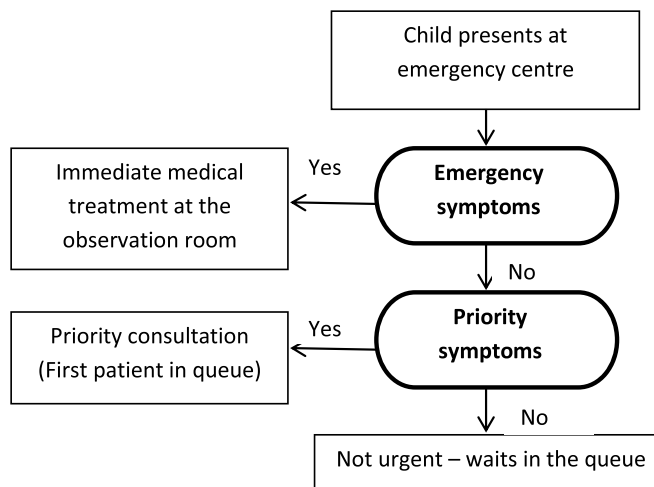 Child presents at
emergency centre
Yes
Immediate medical
treatment at the
observation room
Emergency
symptoms
No
Priority consultation
(First patient in queue)
Yes
Priority
symptoms
No
Not urgent – waits in the queue